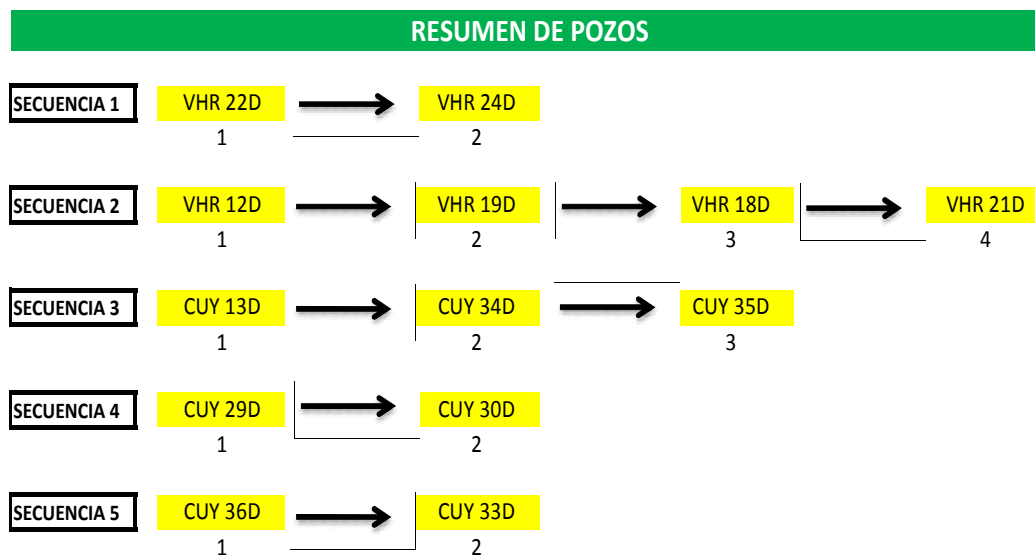 RESUMEN DE POZOS
SECUENCIA 1 VHR 22D VHR 24D
1 2
SECUENCIA 2 VHR 12D VHR 19D VHR 18D VHR 21D
1 2 3 4
SECUENCIA 3 CUY 13D CUY 34D CUY 35D
1 2 3
SECUENCIA 4 CUY 29D CUY 30D
1 2
SECUENCIA 5 CUY 36D CUY 33D
1 2